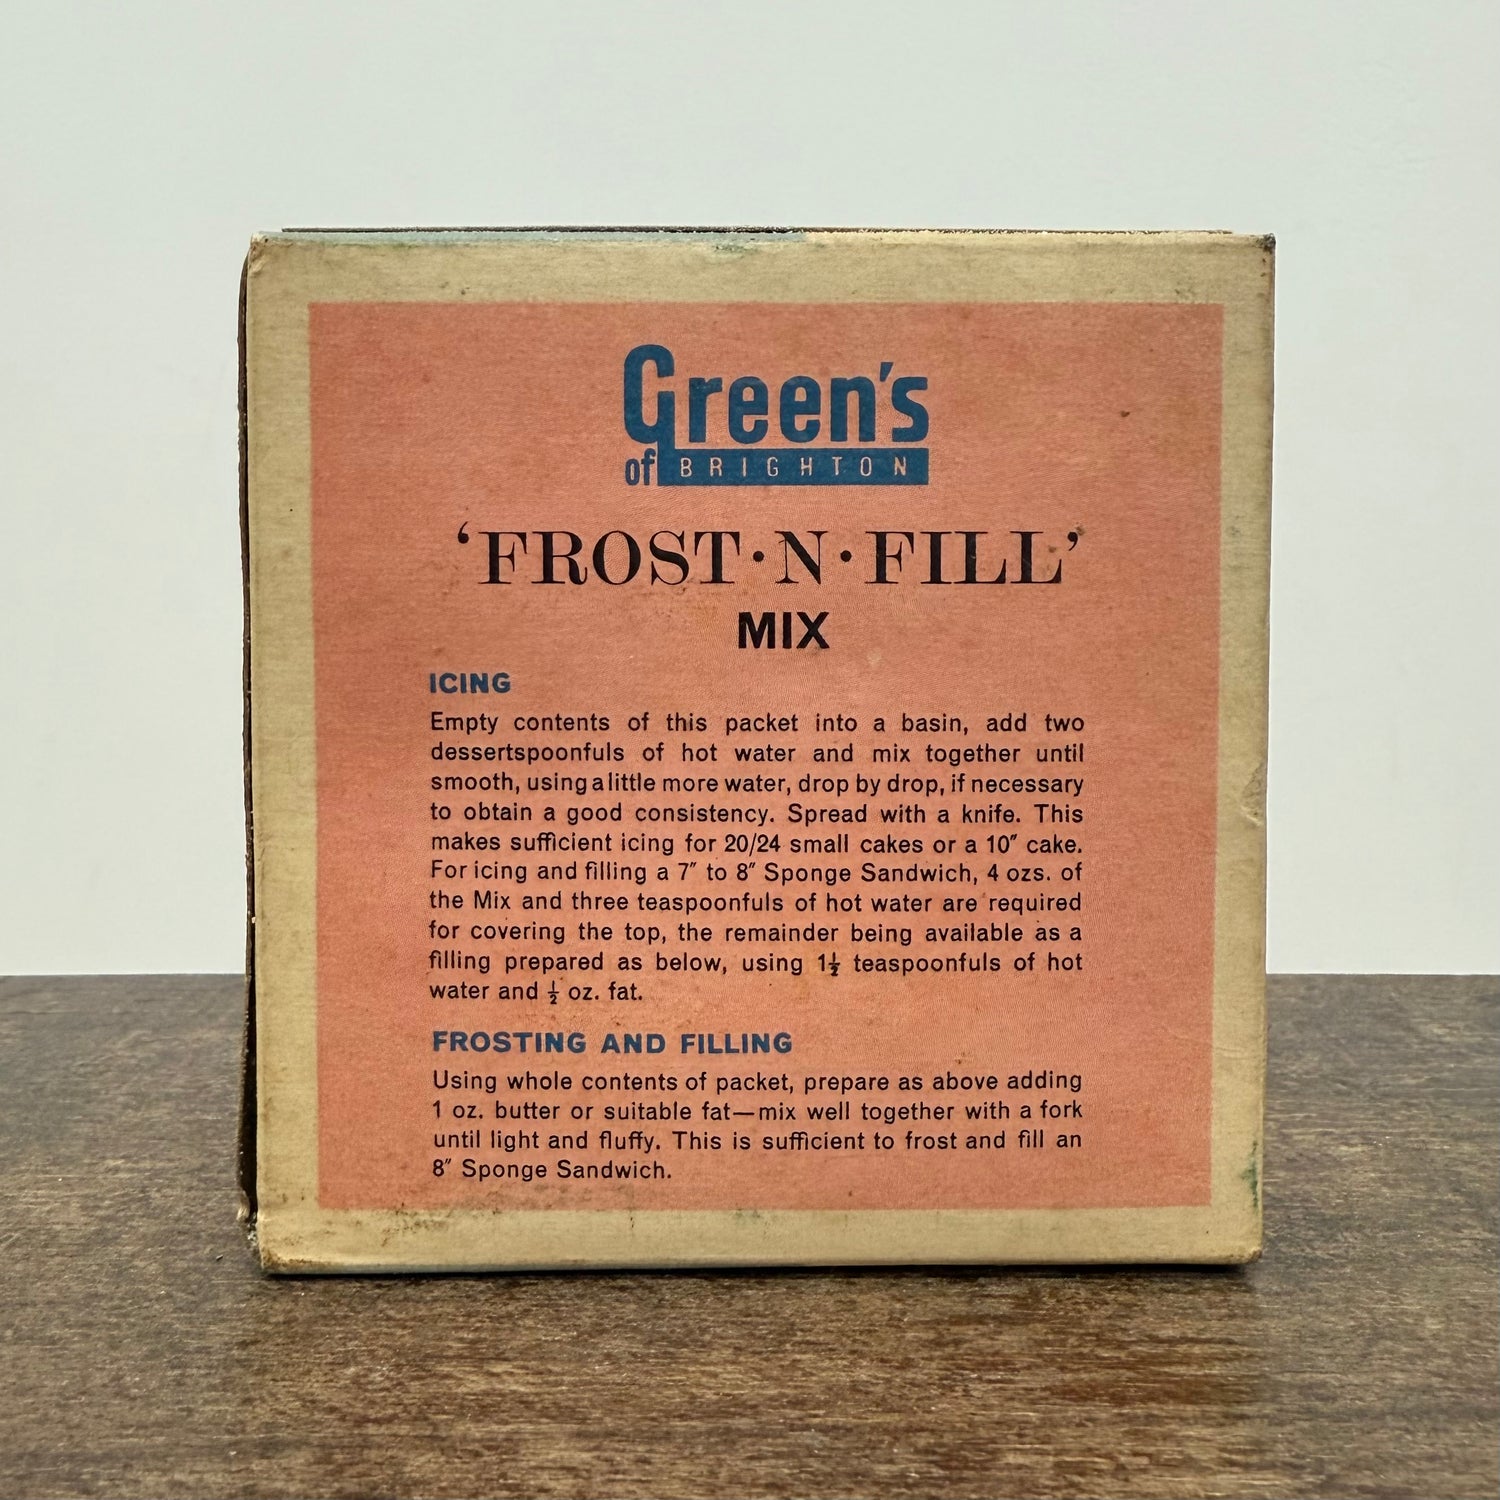 Green's
of BRIGHTON
‘FROST·N·FILL’
MIX
ICING
Empty contents of this packet into a basin, add two
dessertspoonfuls of hot water and mix together until
smooth, using a little more water, drop by drop, if necessary
to obtain a good consistency. Spread with a knife. This
makes sufficient icing for 20/24 small cakes or a 10″ cake.
For icing and filling a 7″ to 8″ Sponge Sandwich, 4 ozs. of
the Mix and three teaspoonfuls of hot water are required
for covering the top, the remainder being available as a
filling prepared as below, using 1½ teaspoonfuls of hot
water and ½ oz. fat.
FROSTING AND FILLING
Using whole contents of packet, prepare as above adding
1 oz. butter or suitable fat—mix well together with a fork
until light and fluffy. This is sufficient to frost and fill an
8″ Sponge Sandwich.